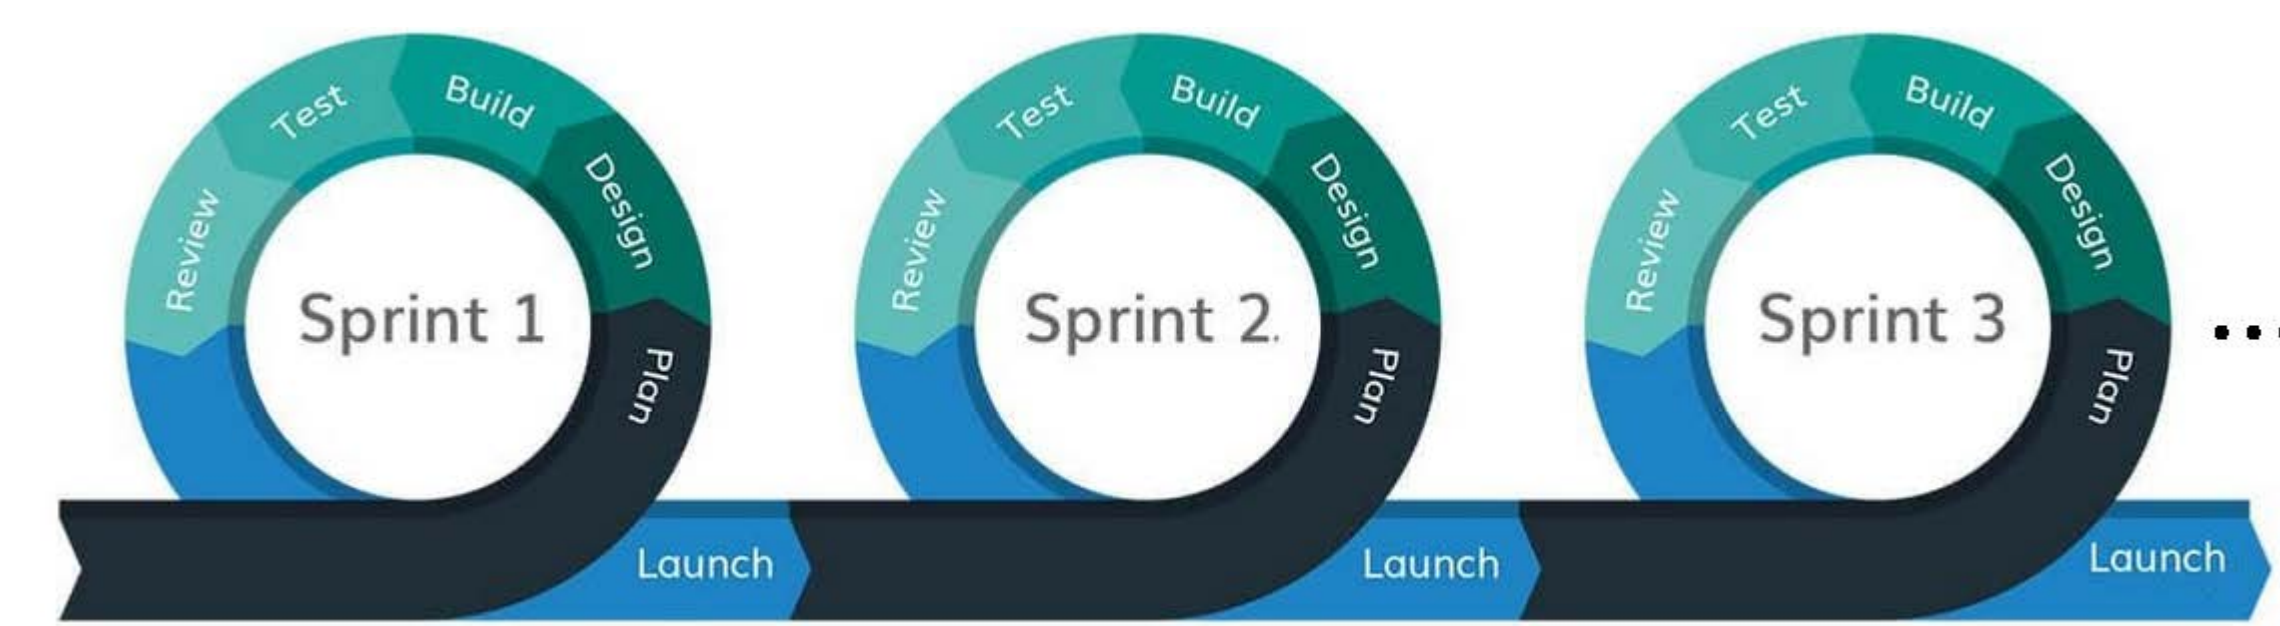 Sprint 1
Plan
Design
Build
Test
Review
Launch
Sprint 2.
Plan
Design
Build
Test
Review
Launch
Sprint 3
Plan
Design
Build
Test
Review
Launch
...